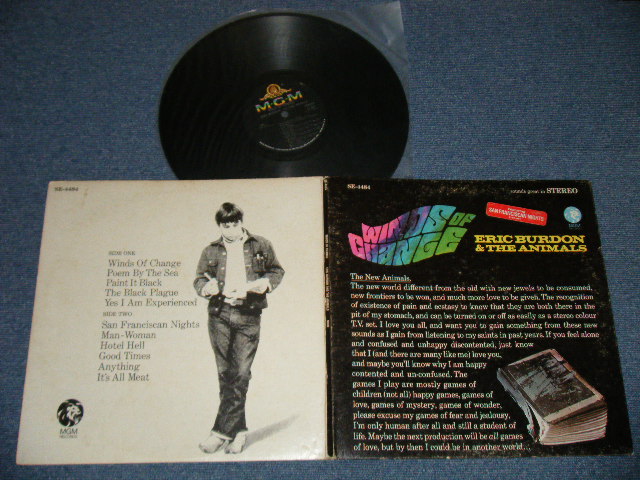 M-G-M
SE-4484
SIDE ONE
Winds Of Change
Poem By The Sea
Paint It Black
The Black Plague
Yes I Am Experienced
SIDE TWO
San Franciscan Nights
Man-Woman
Hotel Hell
Good Times
Anything
It's All Meat
MGM
RECORDS
SE-4484
sounds great in STEREO
WINDS OF
CHANGE
SAN FRANCISCAN NIGHTS
MGM
ERIC BURDON
& THE ANIMALS
The New Animals.
The new world different from the old with new jewels to be consumed,
new frontiers to be won, and much more love to be given. The recognition
of existence of pain and ecstasy to know that they are both there in the
pit of my stomach, and can be turned on or off as easily as a stereo colour
T.V. set. I love you all, and want you to gain something from these new
sounds as I gain from listening to my saints in past years. If you feel alone
and confused and unhappy discontented, just know
that I (and there are many like me) love you,
and maybe you'll know why I am happy
contented and un-confused. The
games I play are mostly games of
children (not all) happy games, games of
love, games of mystery, games of wonder,
please excuse my games of fear and jealousy,
I'm only human after all and still a student of
life. Maybe the next production will be all games
of love, but by then I could be in another world...